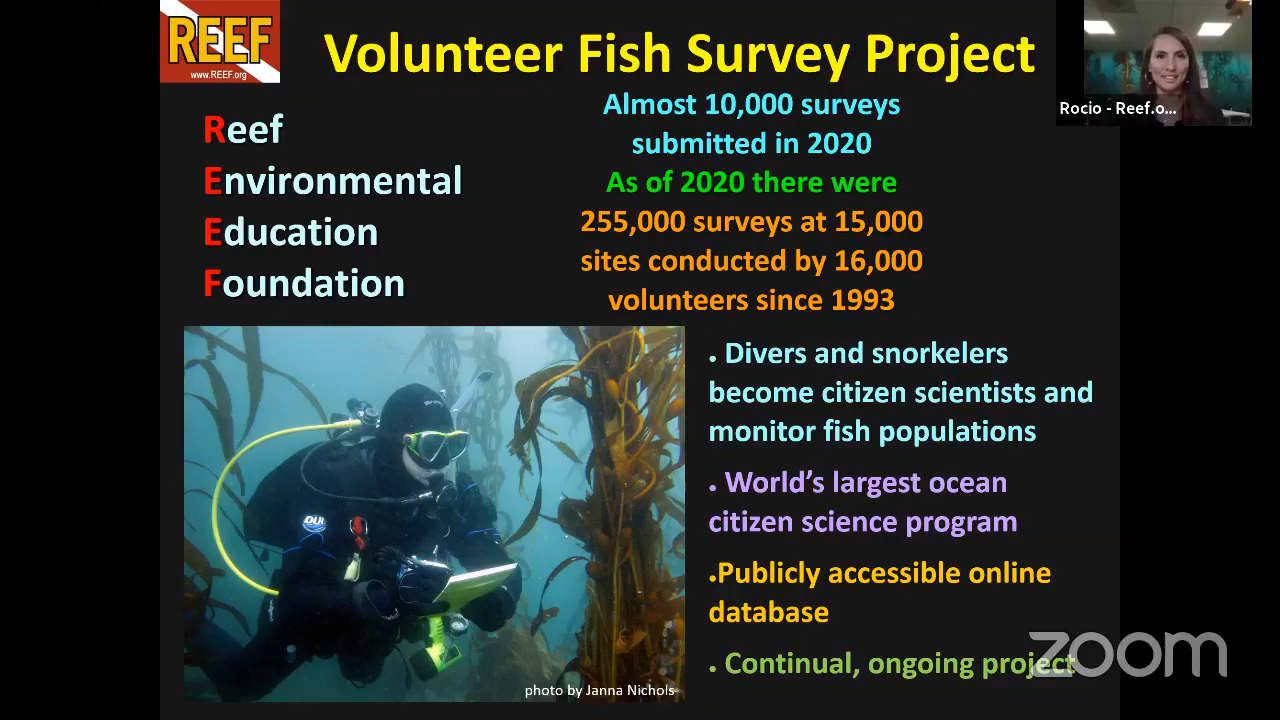 REEF
www.REEF.org
Volunteer Fish Survey Project
Rocio - Reef.o...
Reef
Environmental
Education
Foundation
Almost 10,000 surveys
submitted in 2020
As of 2020 there were
255,000 surveys at 15,000
sites conducted by 16,000
volunteers since 1993
DUI
photo by Janna Nichols
• Divers and snorkelers
become citizen scientists and
monitor fish populations
• World's largest ocean
citizen science program
•Publicly accessible online
database
• Continual, ongoing project
zoom